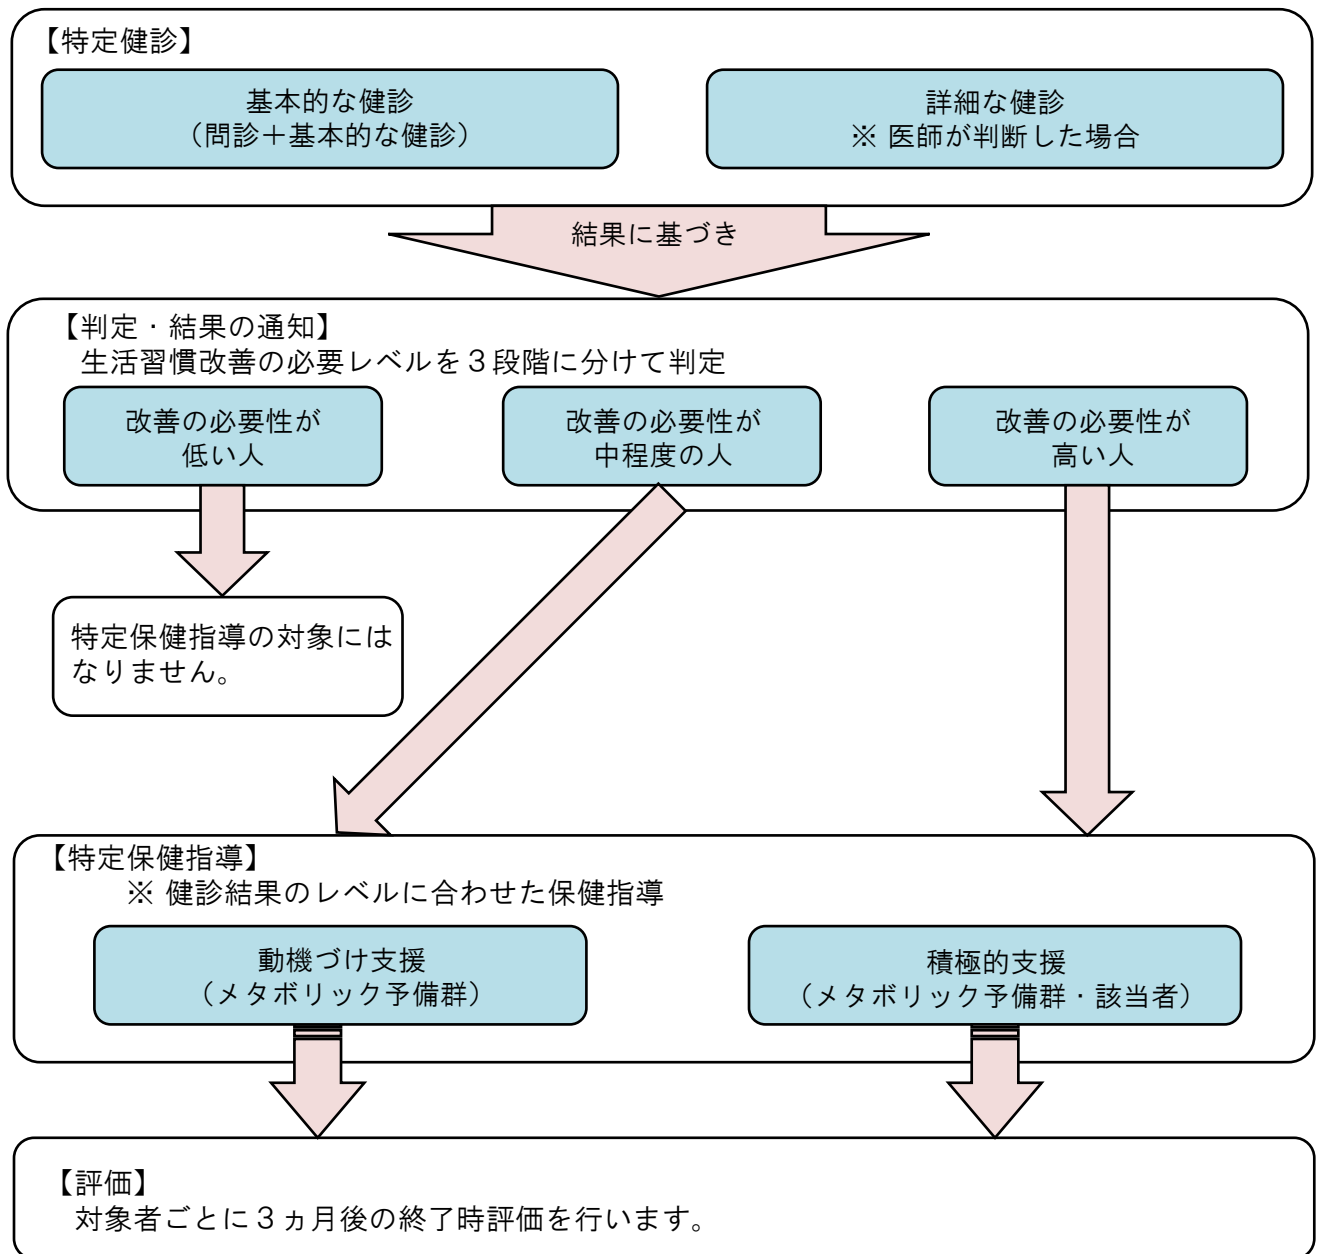 【特定健診】
基本的な健診
（問診＋基本的な健診）
詳細な健診
※ 医師が判断した場合
結果に基づき
【判定・結果の通知】
生活習慣改善の必要レベルを３段階に分けて判定
改善の必要性が
低い人
改善の必要性が
中程度の人
改善の必要性が
高い人
特定保健指導の対象には
なりません。
【特定保健指導】
※ 健診結果のレベルに合わせた保健指導
動機づけ支援
（メタボリック予備群）
積極的支援
（メタボリック予備群・該当者）
【評価】
対象者ごとに３ヵ月後の終了時評価を行います。